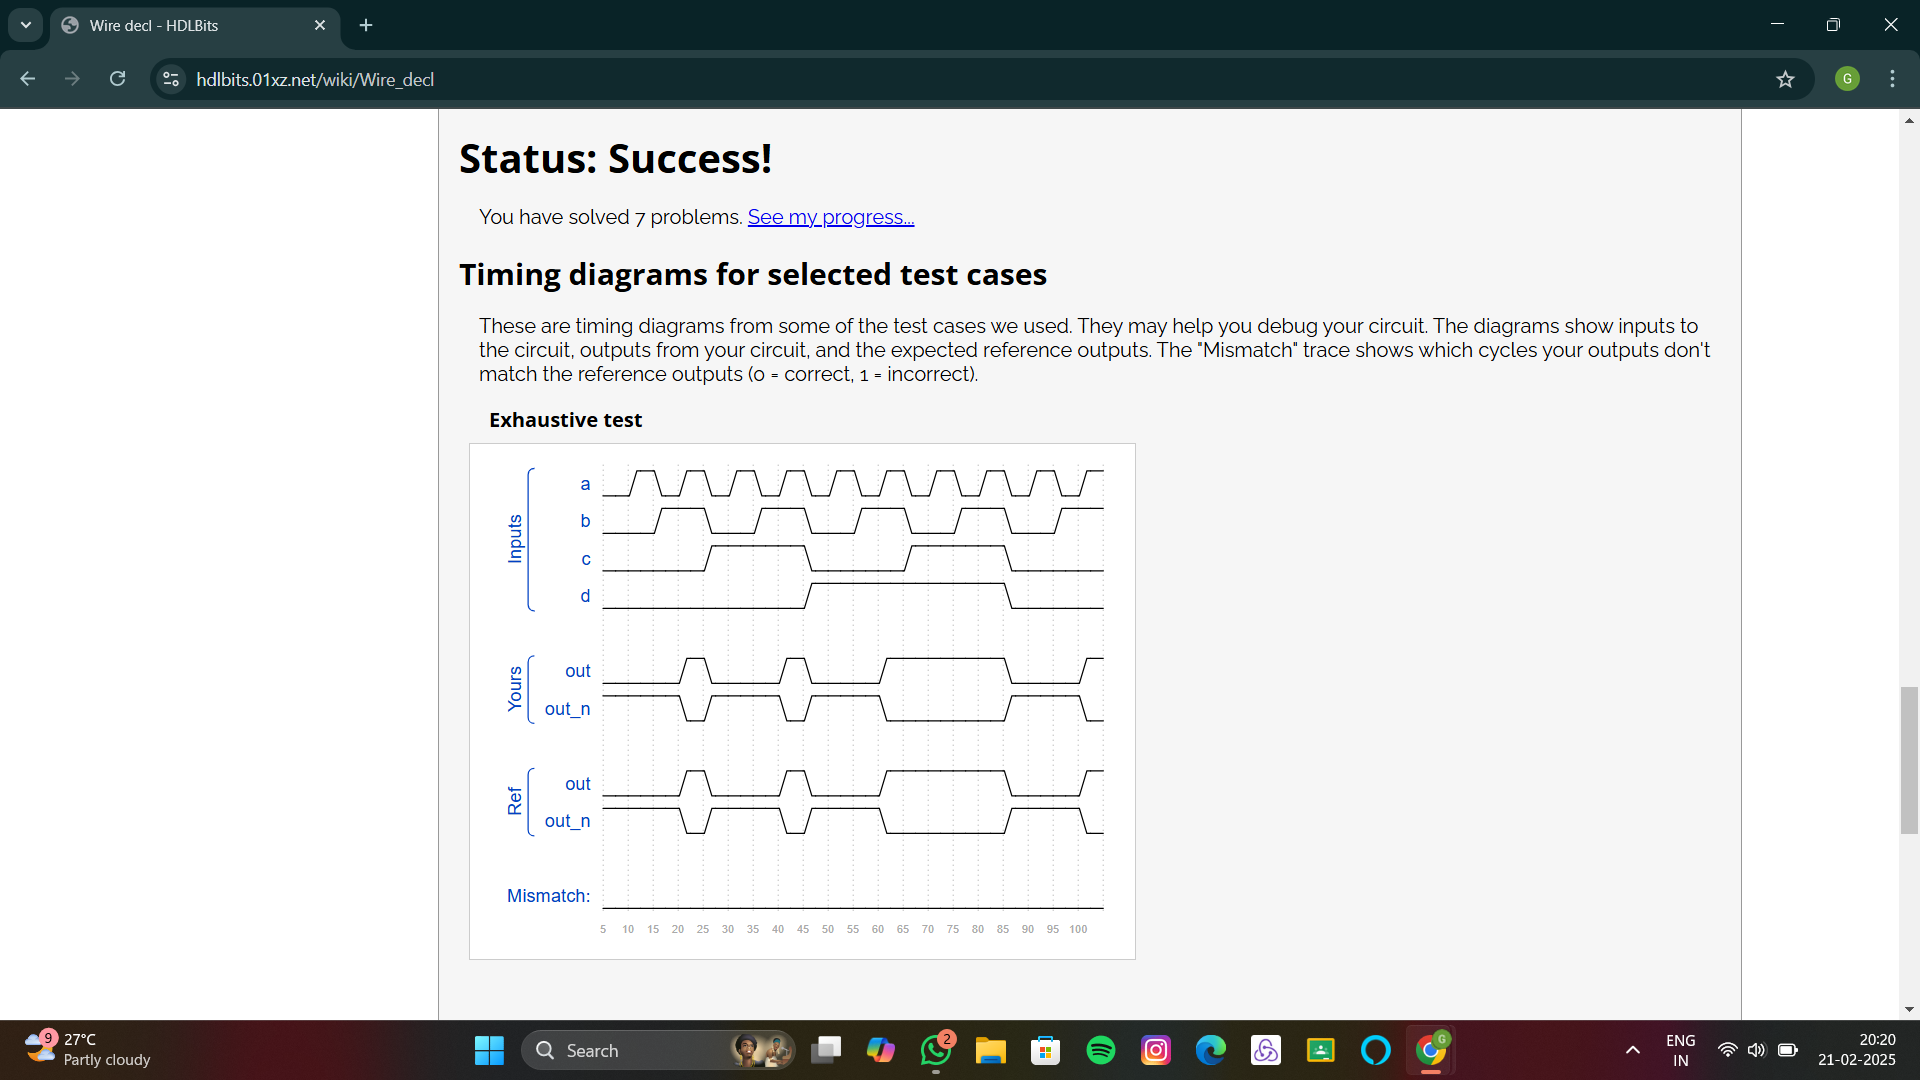 Wire decl - HDLBits
hdlbits.01xz.net/wiki/Wire_decl
G
Status: Success!
You have solved 7 problems. See my progress...
Timing diagrams for selected test cases
These are timing diagrams from some of the test cases we used. They may help you debug your circuit. The diagrams show inputs to
the circuit, outputs from your circuit, and the expected reference outputs. The "Mismatch" trace shows which cycles your outputs don't
match the reference outputs (0 = correct, 1 = incorrect).
Exhaustive test
Inputs
a
b
c
d
Yours
out
out_n
Ref
out
out_n
Mismatch:
5 10 15 20 25 30 35 40 45 50 55 60 65 70 75 80 85 90 95 100
9
27°C
Partly cloudy
Search
2
G
ENG
IN
20:20
21-02-2025